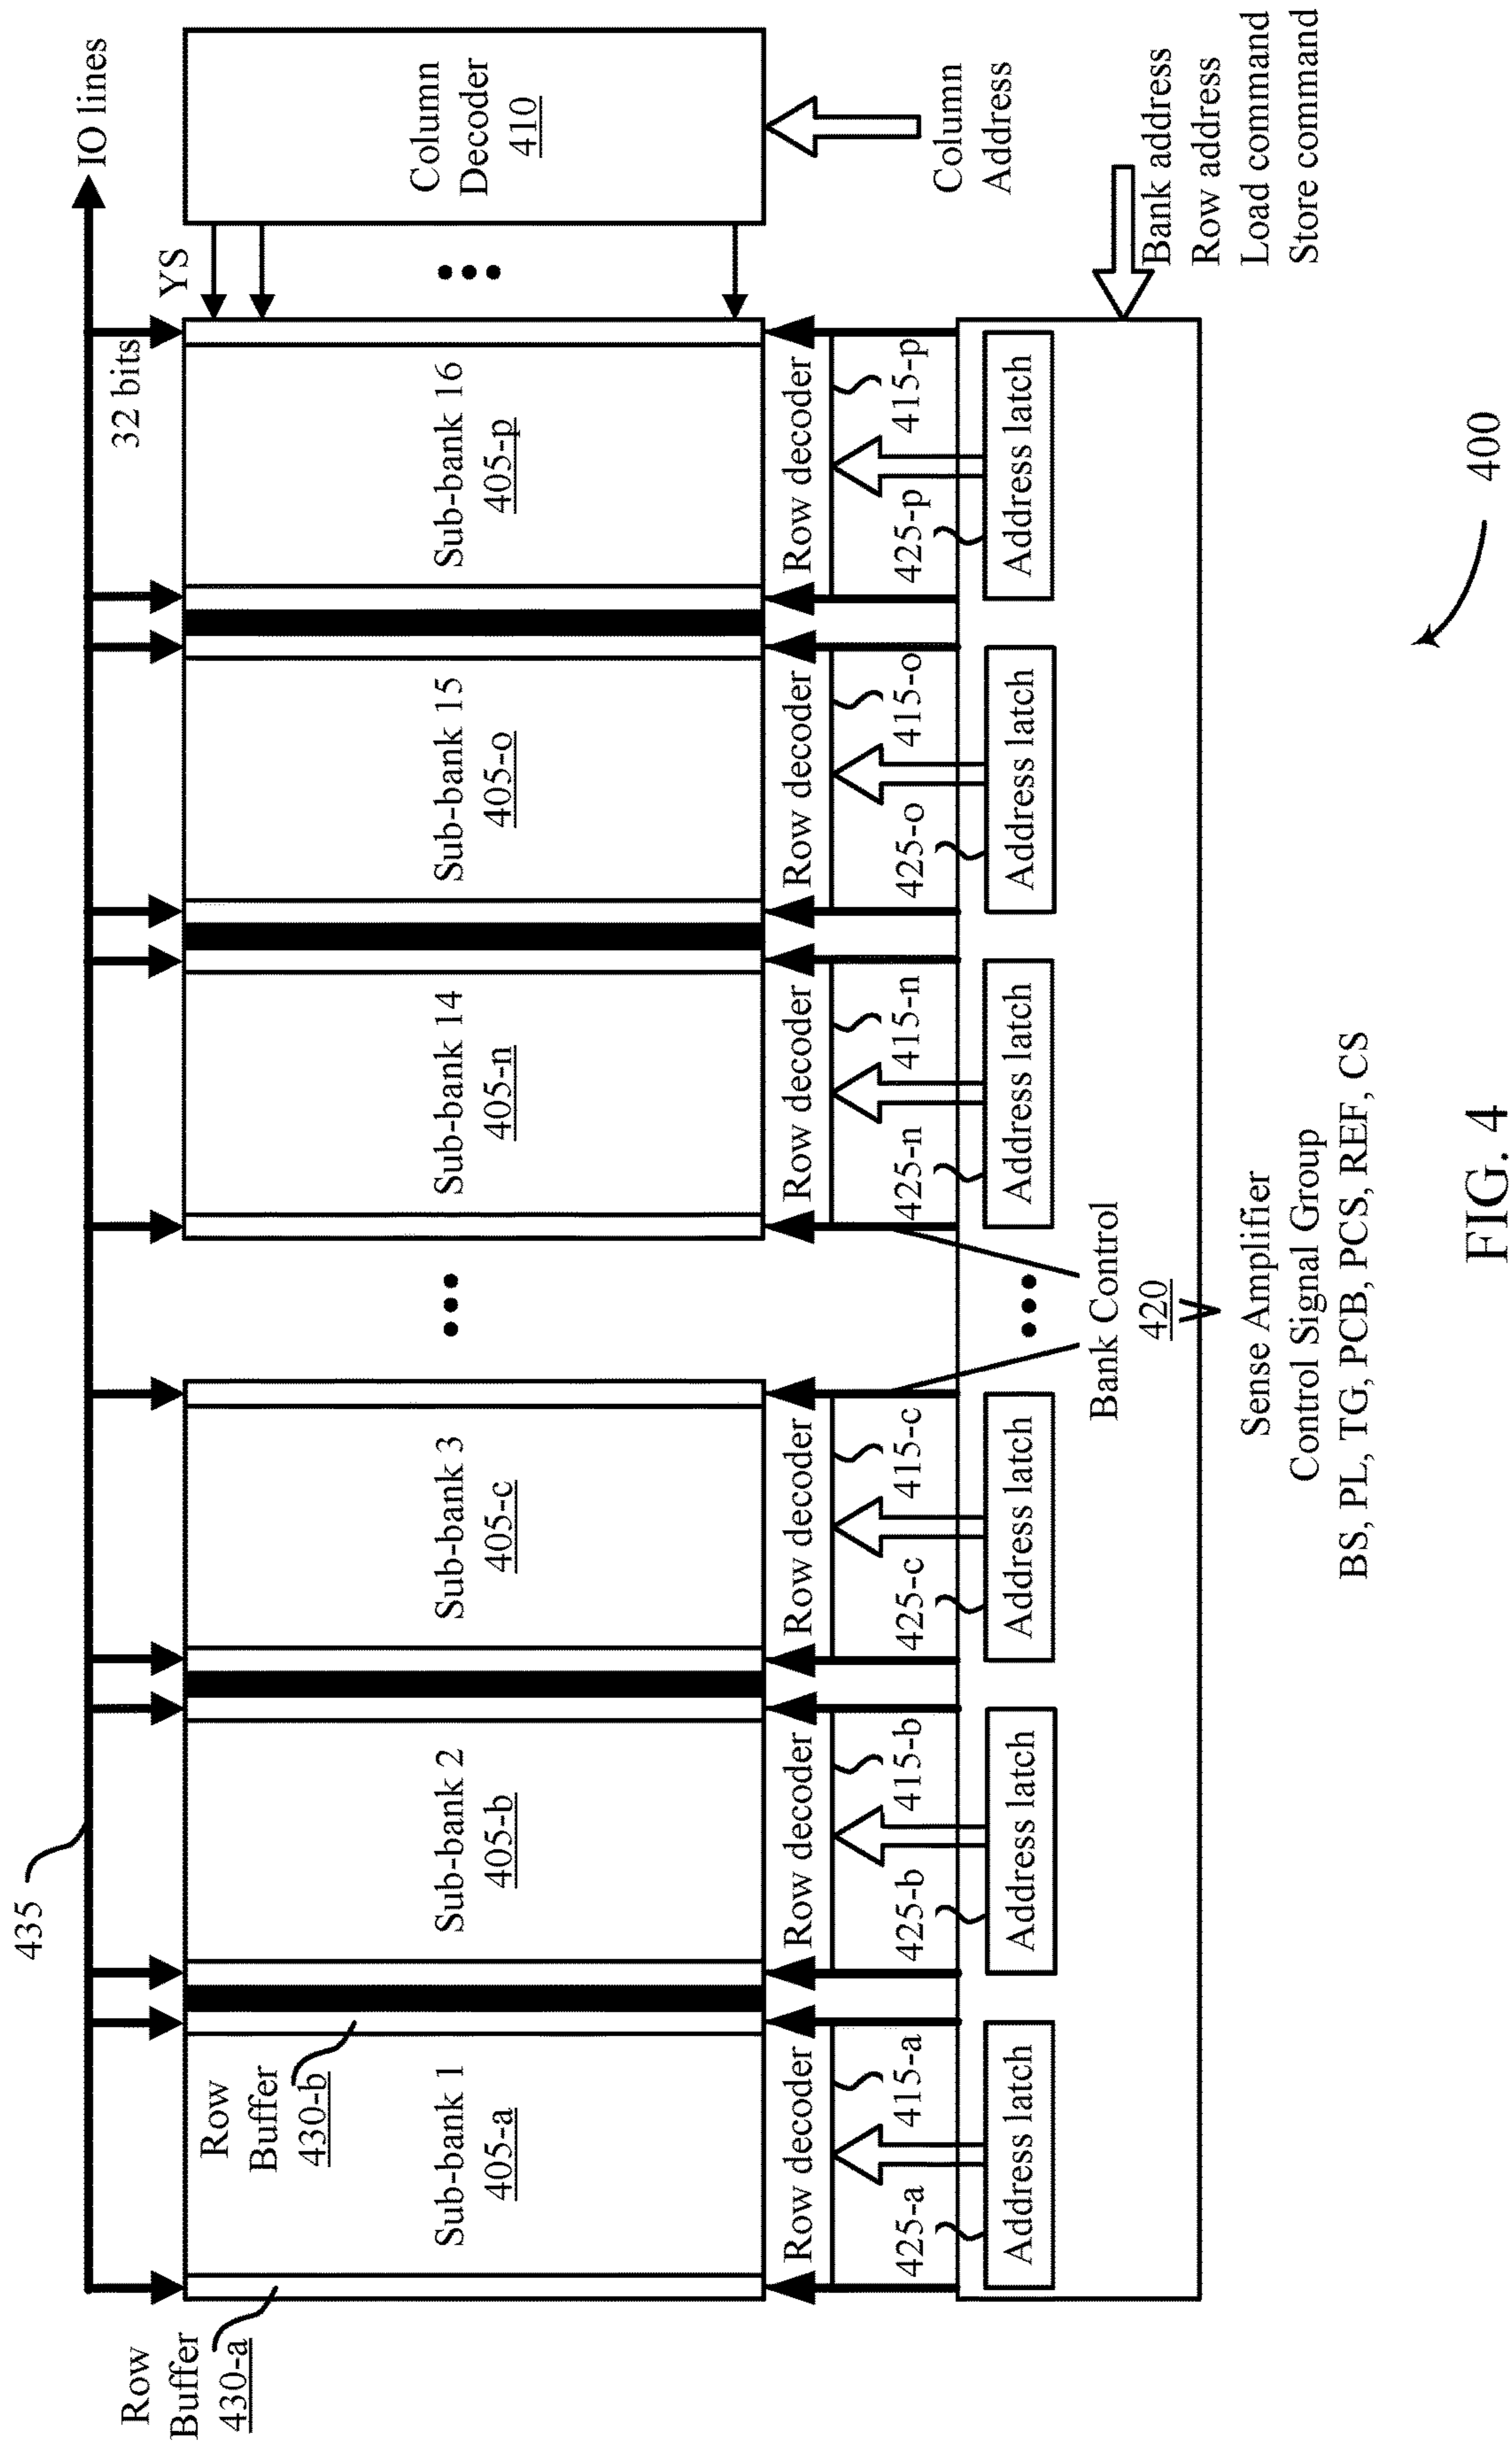 435
IO lines
32 bits
YS
Row
Buffer
430-a
Row
Buffer
430-b
Sub-bank 1
405-a
Sub-bank 2
405-b
Sub-bank 3
405-c
Sub-bank 14
405-n
Sub-bank 15
405-o
Sub-bank 16
405-p
Column
Decoder
410
Row decoder
Row decoder
Row decoder
Row decoder
Row decoder
Row decoder
425-a
415-a
425-b
415-b
425-c
415-c
425-n
415-n
425-o
415-o
425-p
415-p
Column
Address
Address latch
Address latch
Address latch
Address latch
Address latch
Address latch
Bank Control
420
Bank address
Row address
Load command
Store command
Sense Amplifier
Control Signal Group
BS, PL, TG, PCB, PCS, REF, CS
400
FIG. 4